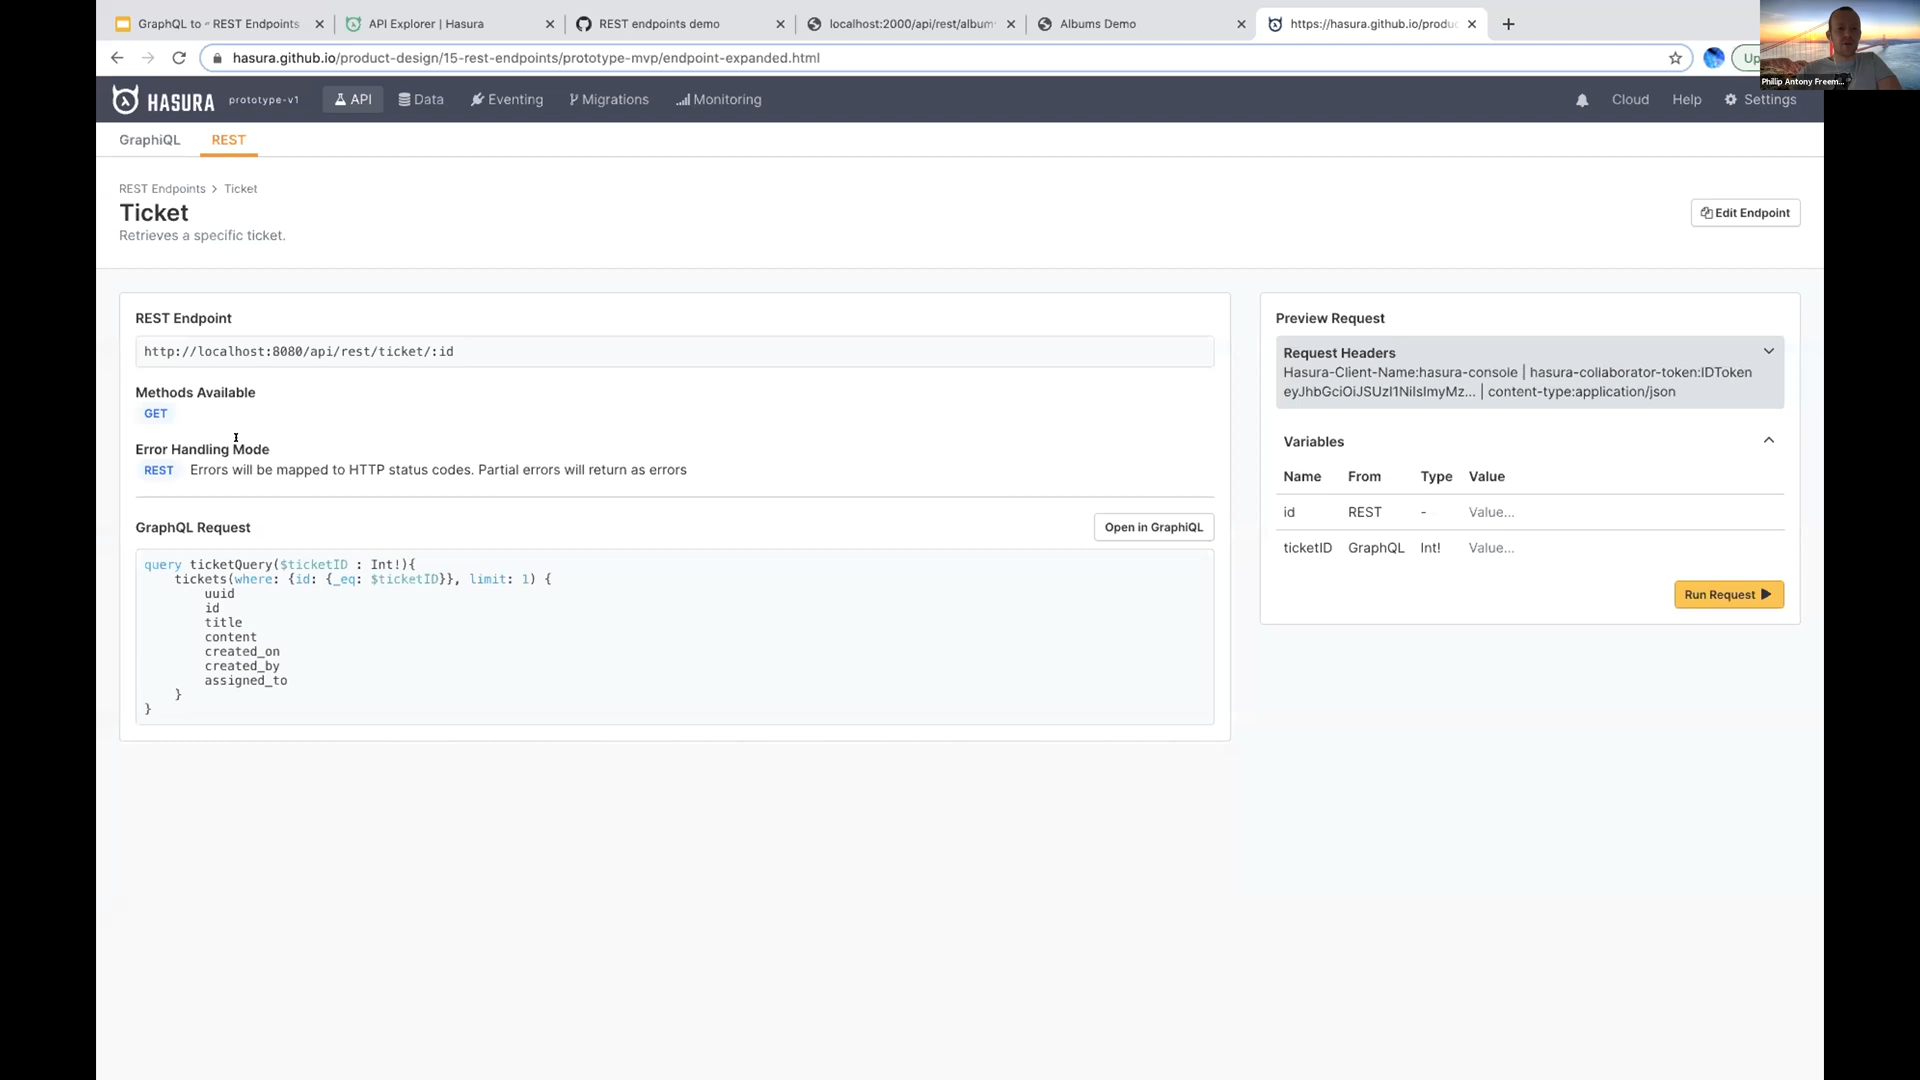 GraphQL to - REST Endpoints
API Explorer | Hasura
REST endpoints demo
localhost:2000/api/rest/album
Albums Demo
https://hasura.github.io/produc
hasura.github.io/product-design/15-rest-endpoints/prototype-mvp/endpoint-expanded.html
Up
Philip Antony Freem...
HASURA prototype-v1 API Data Eventing Migrations Monitoring Cloud Help Settings
GraphiQL REST
REST Endpoints > Ticket
Ticket
Retrieves a specific ticket.
Edit Endpoint
REST Endpoint
http://localhost:8080/api/rest/ticket/:id
Methods Available
GET
Error Handling Mode
REST Errors will be mapped to HTTP status codes. Partial errors will return as errors
GraphQL Request
Open in GraphiQL
query ticketQuery($ticketID : Int!){
tickets(where: {id: {_eq: $ticketID}}, limit: 1) {
uuid
id
title
content
created_on
created_by
assigned_to
}
}
Preview Request
Request Headers
Hasura-Client-Name:hasura-console | hasura-collaborator-token:IDToken
eyJhbGciOiJSUzI1NiIsImyMz... | content-type:application/json
Variables
Name From Type Value
id REST - Value...
ticketID GraphQL Int! Value...
Run Request